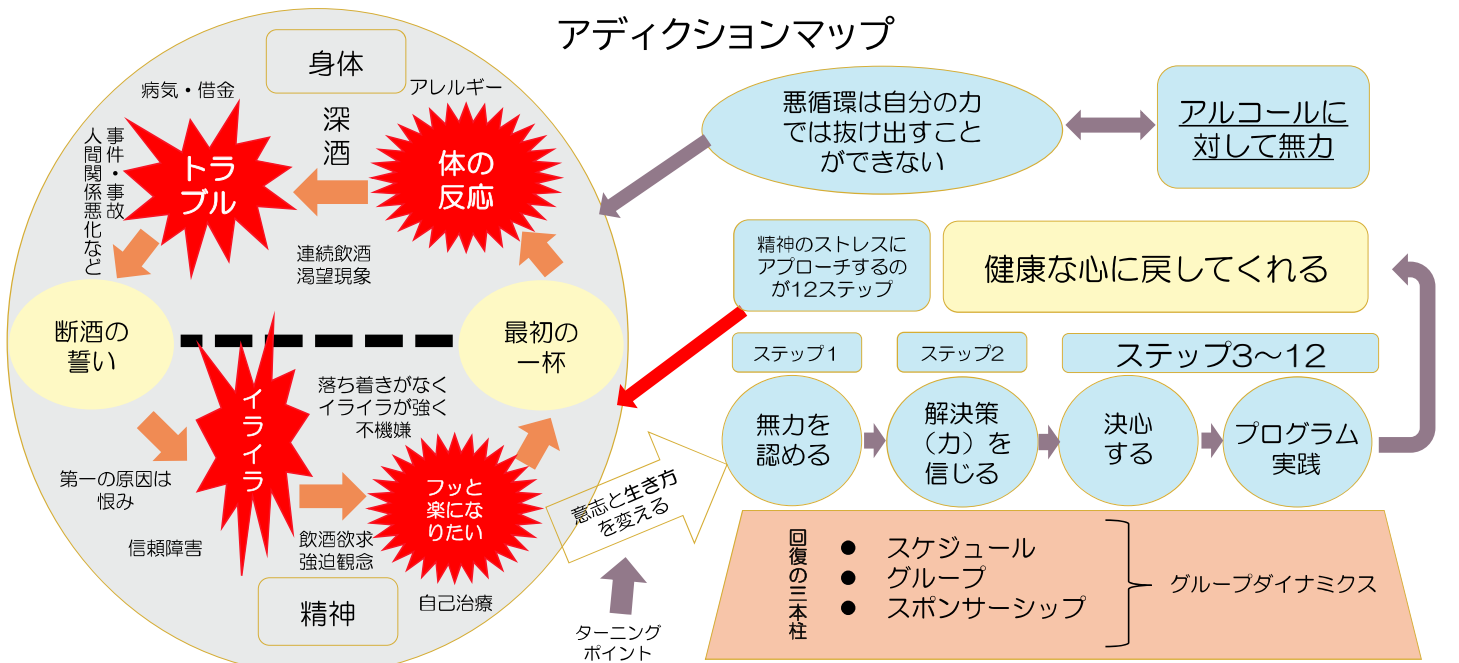 アディクションマップ
身体
病気・借金
アレルギー
深酒
事件・事故
人間関係悪化など
トラ
ブル
体の
反応
連続飲酒
渇望現象
断酒の
誓い
最初の
一杯
イライラ
落ち着きがなく
イライラが強く
不機嫌
第一の原因は
恨み
信頼障害
フッと
楽にな
りたい
飲酒欲求
強迫観念
自己治療
精神
悪循環は自分の力
では抜け出すこと
ができない
アルコールに
対して無力
精神のストレスに
アプローチするの
が12ステップ
健康な心に戻してくれる
ステップ1
ステップ2
ステップ3～12
無力を
認める
解決策
（力）を
信じる
決心
する
プログラム
実践
意志と生き方
を変える
ターニング
ポイント
回復の三本柱
● スケジュール
● グループ
● スポンサーシップ
グループダイナミクス